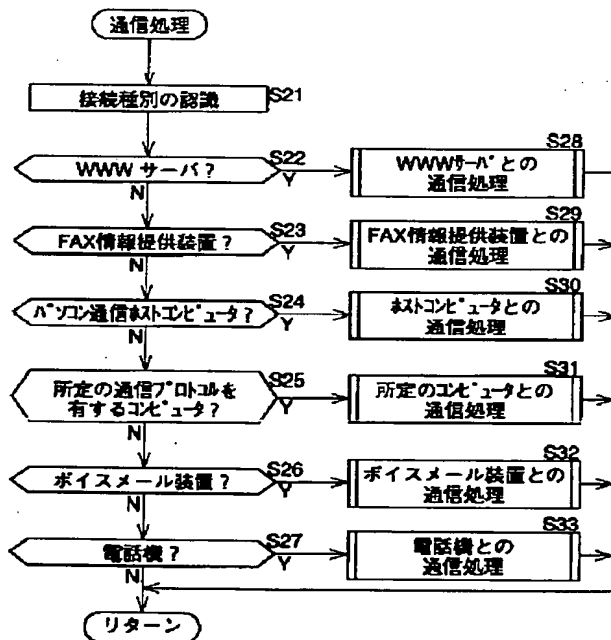 通信処理
接続種別の認識
S21
WWW サーバ？
S22
Y
N
WWWｻｰﾊﾞとの
通信処理
S28
FAX情報提供装置？
S23
Y
N
FAX情報提供装置との
通信処理
S29
ﾊﾟｿｺﾝ通信ﾎｽﾄｺﾝﾋﾟｭｰﾀ？
S24
Y
N
ﾎｽﾄｺﾝﾋﾟｭｰﾀとの
通信処理
S30
所定の通信ﾌﾟﾛﾄｺﾙを
有するｺﾝﾋﾟｭｰﾀ？
S25
Y
N
所定のｺﾝﾋﾟｭｰﾀとの
通信処理
S31
ボイスメール装置？
S26
Y
N
ボイスメール装置との
通信処理
S32
電話機？
S27
Y
N
電話機との
通信処理
S33
リターン